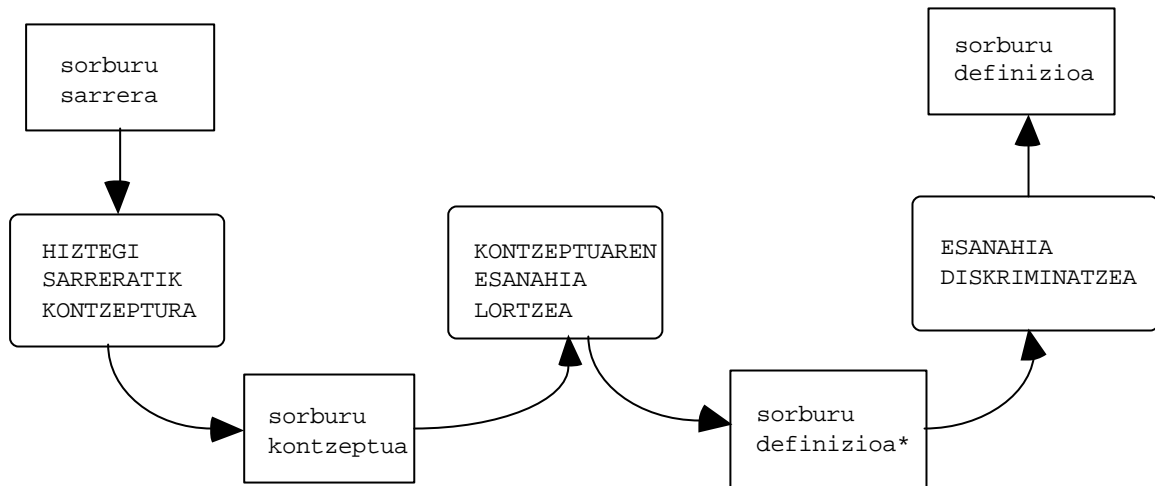 sorburu
sarrera
HIZTEGI
SARRERATIK
KONTZEPTURA
sorburu
kontzeptua
KONTZEPTUAREN
ESANAHIA
LORTZEA
sorburu
definizioa*
ESANAHIA
DISKRIMINATZEA
sorburu
definizioa